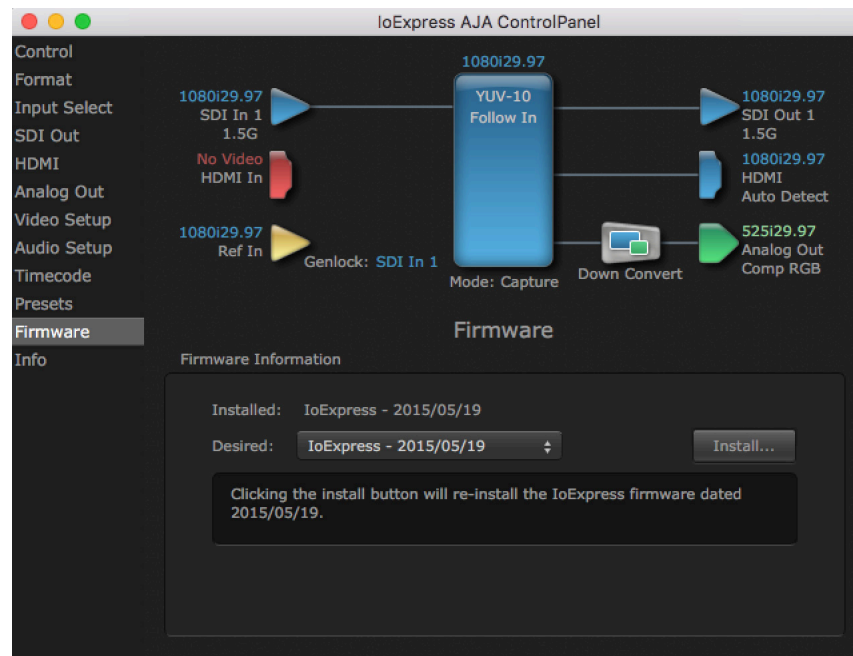 IoExpress AJA ControlPanel
Control
Format
Input Select
SDI Out
HDMI
Analog Out
Video Setup
Audio Setup
Timecode
Presets
Firmware
Info
1080i29.97
SDI In 1
1.5G
No Video
HDMI In
1080i29.97
Ref In
Genlock: SDI In 1
1080i29.97
YUV-10
Follow In
Mode: Capture
Down Convert
1080i29.97
SDI Out 1
1.5G
1080i29.97
HDMI
Auto Detect
525i29.97
Analog Out
Comp RGB
Firmware
Firmware Information
Installed: IoExpress - 2015/05/19
Desired: IoExpress - 2015/05/19
Install...
Clicking the install button will re-install the IoExpress firmware dated
2015/05/19.